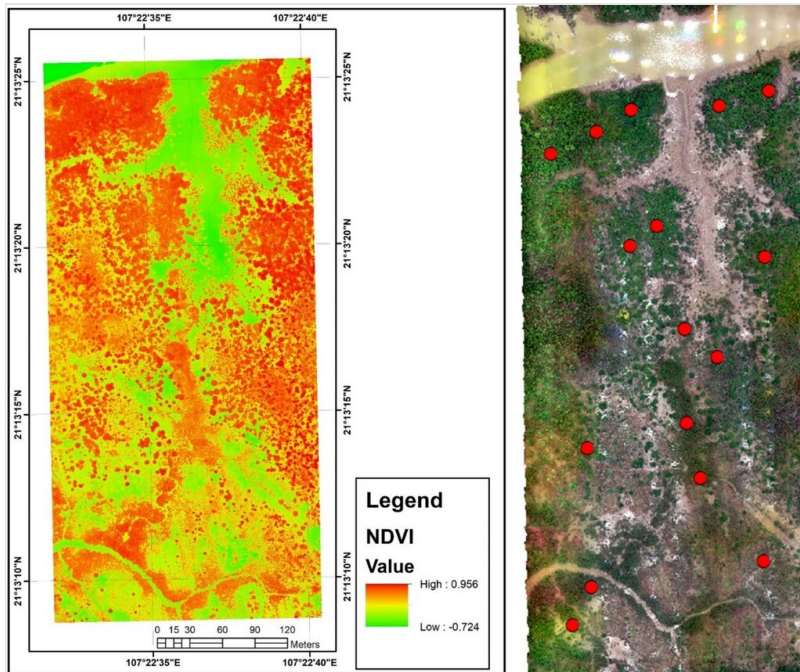 107°22'35"E
107°22'40"E
21°13'25"N
21°13'25"N
21°13'20"N
21°13'20"N
21°13'15"N
21°13'15"N
21°13'10"N
21°13'10"N
Legend
NDVI
Value
High : 0.956
Low : -0.724
0 15 30 60 90 120
Meters
107°22'35"E
107°22'40"E